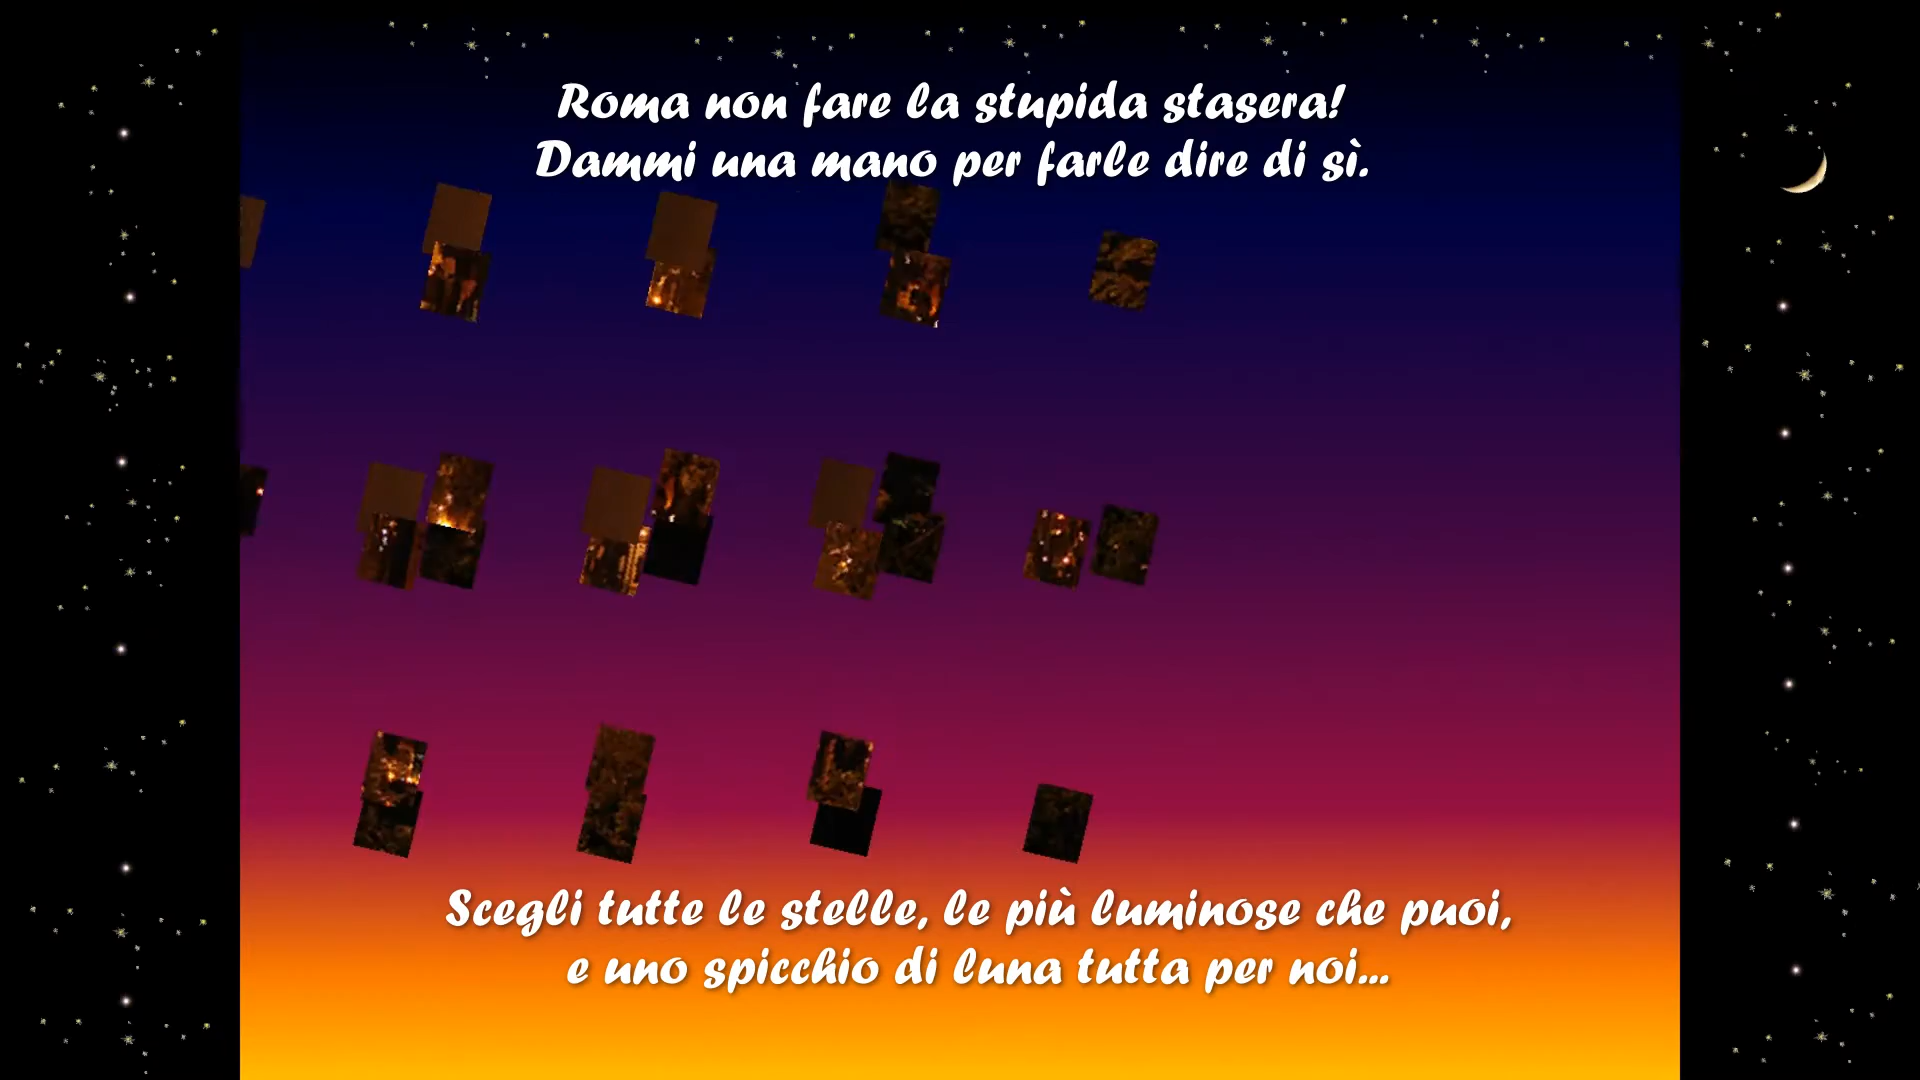 Roma non fare la stupida stasera!
Dammi una mano per farle dire di sì.
Scegli tutte le stelle, le più luminose che puoi,
e uno spicchio di luna tutta per noi...